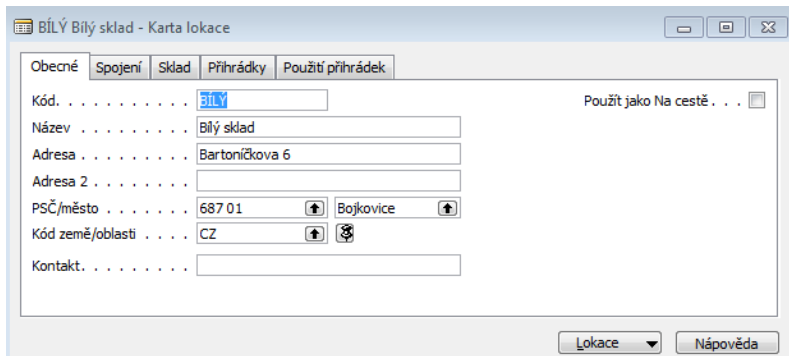 BÍLÝ Bílý sklad - Karta lokace
Obecné Spojení Sklad Přihrádky Použití přihrádek
Kód. . . . . . . . . . . BÍLÝ Použít jako Na cestě . . .
Název . . . . . . . . . Bílý sklad
Adresa . . . . . . . . . Bartoníčkova 6
Adresa 2 . . . . . . . .
PSČ/město . . . . . . . 687 01 Bojkovice
Kód země/oblasti . . . . CZ
Kontakt. . . . . . . . .
Lokace Nápověda